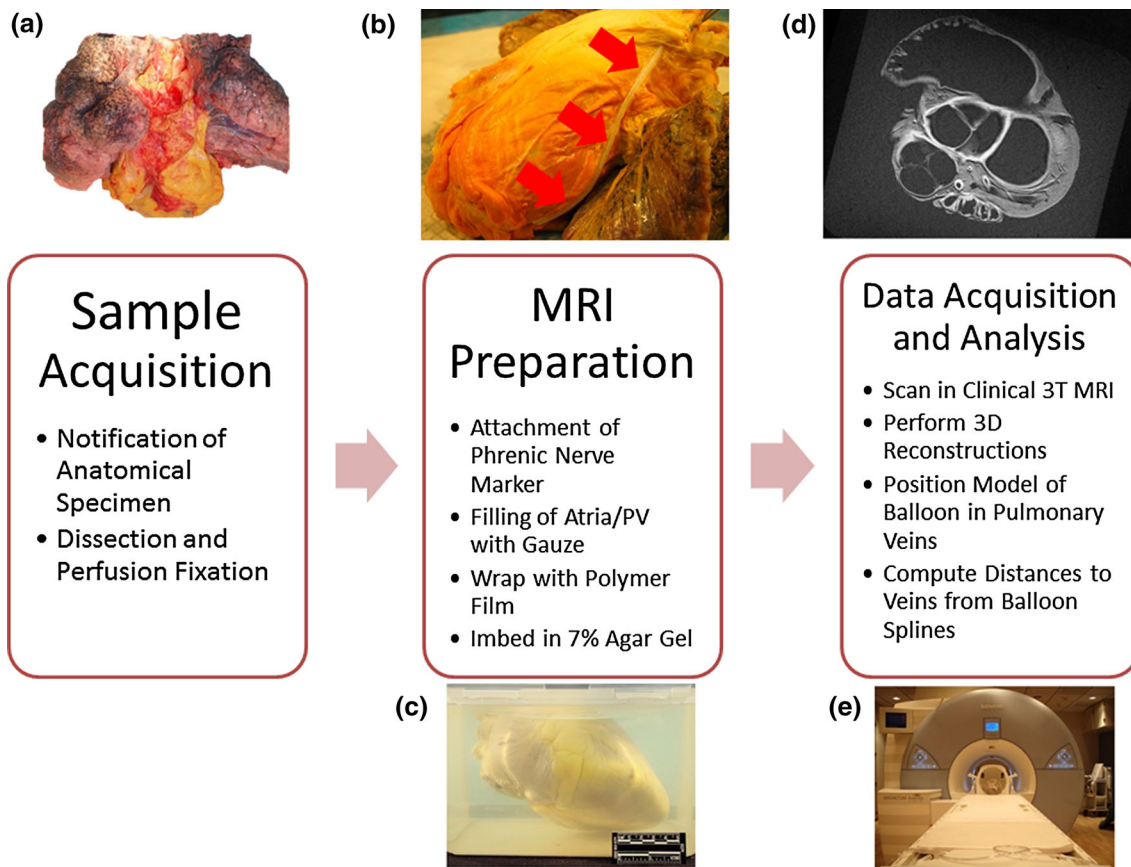 (a)
(b)
(d)
Sample
Acquisition
• Notification of
Anatomical
Specimen
• Dissection and
Perfusion Fixation
MRI
Preparation
• Attachment of
Phrenic Nerve
Marker
• Filling of Atria/PV
with Gauze
• Wrap with Polymer
Film
• Imbed in 7% Agar Gel
Data Acquisition
and Analysis
• Scan in Clinical 3T MRI
• Perform 3D
Reconstructions
• Position Model of
Balloon in Pulmonary
Veins
• Compute Distances to
Veins from Balloon
Splines
(c)
(e)